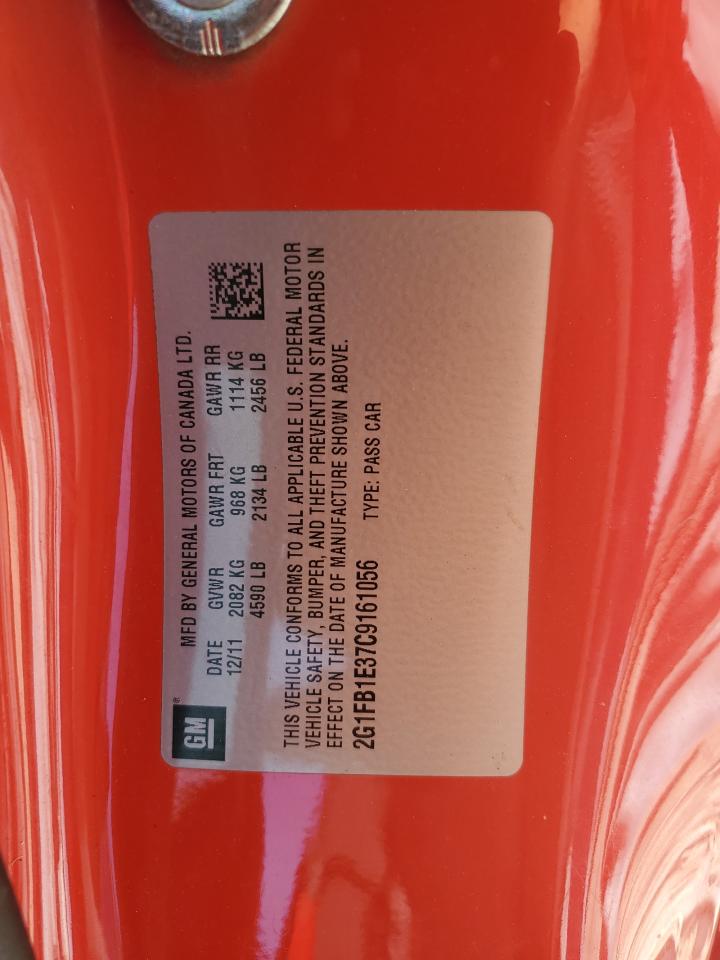 GM®
MFD BY GENERAL MOTORS OF CANADA LTD.
DATE GVWR GAWR FRT GAWR RR
12/11 2082 KG 968 KG 1114 KG
4590 LB 2134 LB 2456 LB
THIS VEHICLE CONFORMS TO ALL APPLICABLE U.S. FEDERAL MOTOR
VEHICLE SAFETY, BUMPER, AND THEFT PREVENTION STANDARDS IN
EFFECT ON THE DATE OF MANUFACTURE SHOWN ABOVE.
2G1FB1E37C9161056 TYPE: PASS CAR